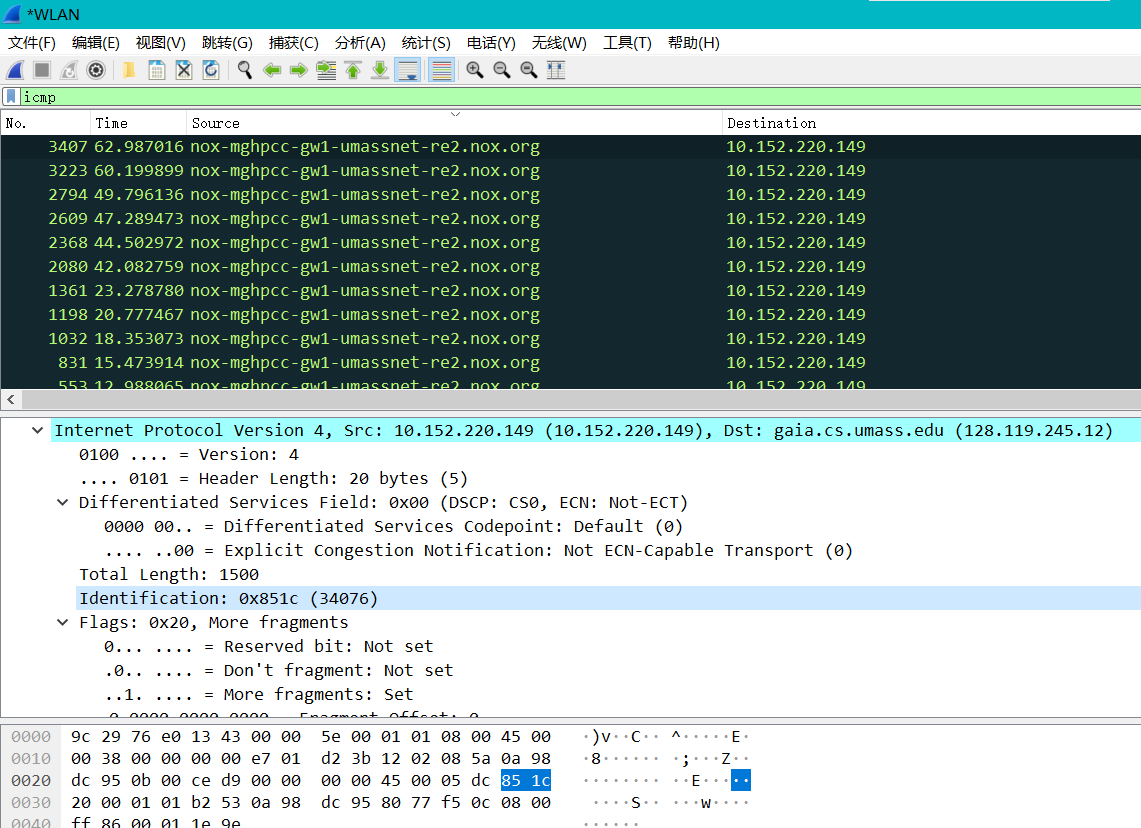 *WLAN
文件(F) 编辑(E) 视图(V) 跳转(G) 捕获(C) 分析(A) 统计(S) 电话(Y) 无线(W) 工具(T) 帮助(H)
icmp
No. Time Source Destination
3407 62.987016 nox-mghpcc-gw1-umassnet-re2.nox.org 10.152.220.149
3223 60.199899 nox-mghpcc-gw1-umassnet-re2.nox.org 10.152.220.149
2794 49.796136 nox-mghpcc-gw1-umassnet-re2.nox.org 10.152.220.149
2609 47.289473 nox-mghpcc-gw1-umassnet-re2.nox.org 10.152.220.149
2368 44.502972 nox-mghpcc-gw1-umassnet-re2.nox.org 10.152.220.149
2080 42.082759 nox-mghpcc-gw1-umassnet-re2.nox.org 10.152.220.149
1361 23.278780 nox-mghpcc-gw1-umassnet-re2.nox.org 10.152.220.149
1198 20.777467 nox-mghpcc-gw1-umassnet-re2.nox.org 10.152.220.149
1032 18.353073 nox-mghpcc-gw1-umassnet-re2.nox.org 10.152.220.149
831 15.473914 nox-mghpcc-gw1-umassnet-re2.nox.org 10.152.220.149
553 12.988065 nox-mghpcc-gw1-umassnet-re2.nox.org 10.152.220.149
Internet Protocol Version 4, Src: 10.152.220.149 (10.152.220.149), Dst: gaia.cs.umass.edu (128.119.245.12)
0100 .... = Version: 4
.... 0101 = Header Length: 20 bytes (5)
Differentiated Services Field: 0x00 (DSCP: CS0, ECN: Not-ECT)
0000 00.. = Differentiated Services Codepoint: Default (0)
.... ..00 = Explicit Congestion Notification: Not ECN-Capable Transport (0)
Total Length: 1500
Identification: 0x851c (34076)
Flags: 0x20, More fragments
0... .... = Reserved bit: Not set
.0.. .... = Don't fragment: Not set
..1. .... = More fragments: Set
...0 0000 0000 0000 = Fragment Offset: 0
0000 9c 29 76 e0 13 43 00 00 5e 00 01 01 08 00 45 00 ·)v··C·· ^·····E·
0010 00 38 00 00 00 00 e7 01 d2 3b 12 02 08 5a 0a 98 ·8······ ·;···Z··
0020 dc 95 0b 00 ce d9 00 00 00 00 45 00 05 dc 85 1c ········ ··E·····
0030 20 00 01 01 b2 53 0a 98 dc 95 80 77 f5 0c 08 00 ····S·· ···w····
0040 ff 86 00 01 1e 9e ······